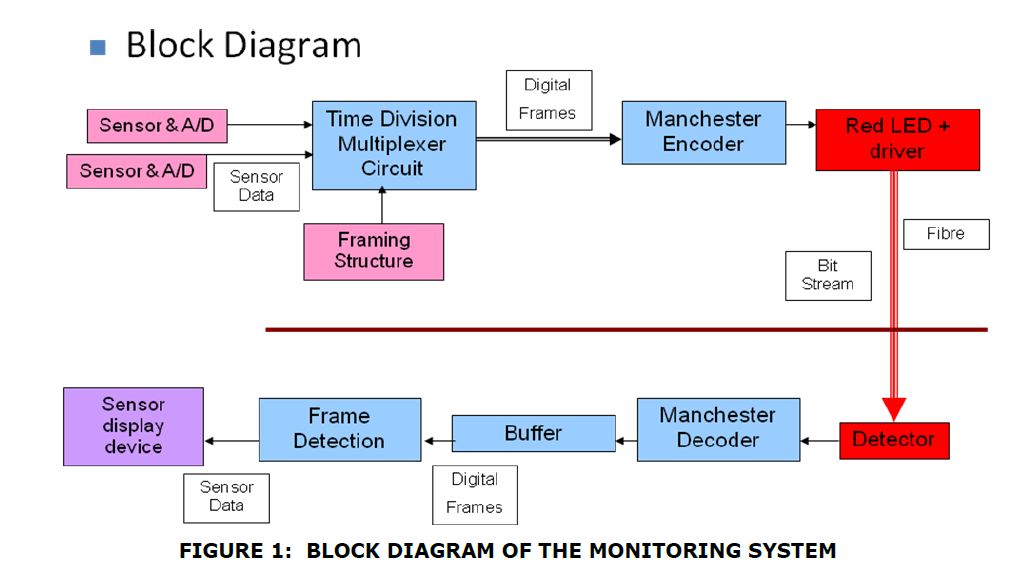 Block Diagram
Digital
Frames
Sensor & A/D
Time Division
Multiplexer
Circuit
Manchester
Encoder
Red LED +
driver
Sensor & A/D
Sensor
Data
Framing
Structure
Fibre
Bit
Stream
Sensor
display
device
Frame
Detection
Buffer
Manchester
Decoder
Detector
Sensor
Data
Digital
Frames
FIGURE 1: BLOCK DIAGRAM OF THE MONITORING SYSTEM